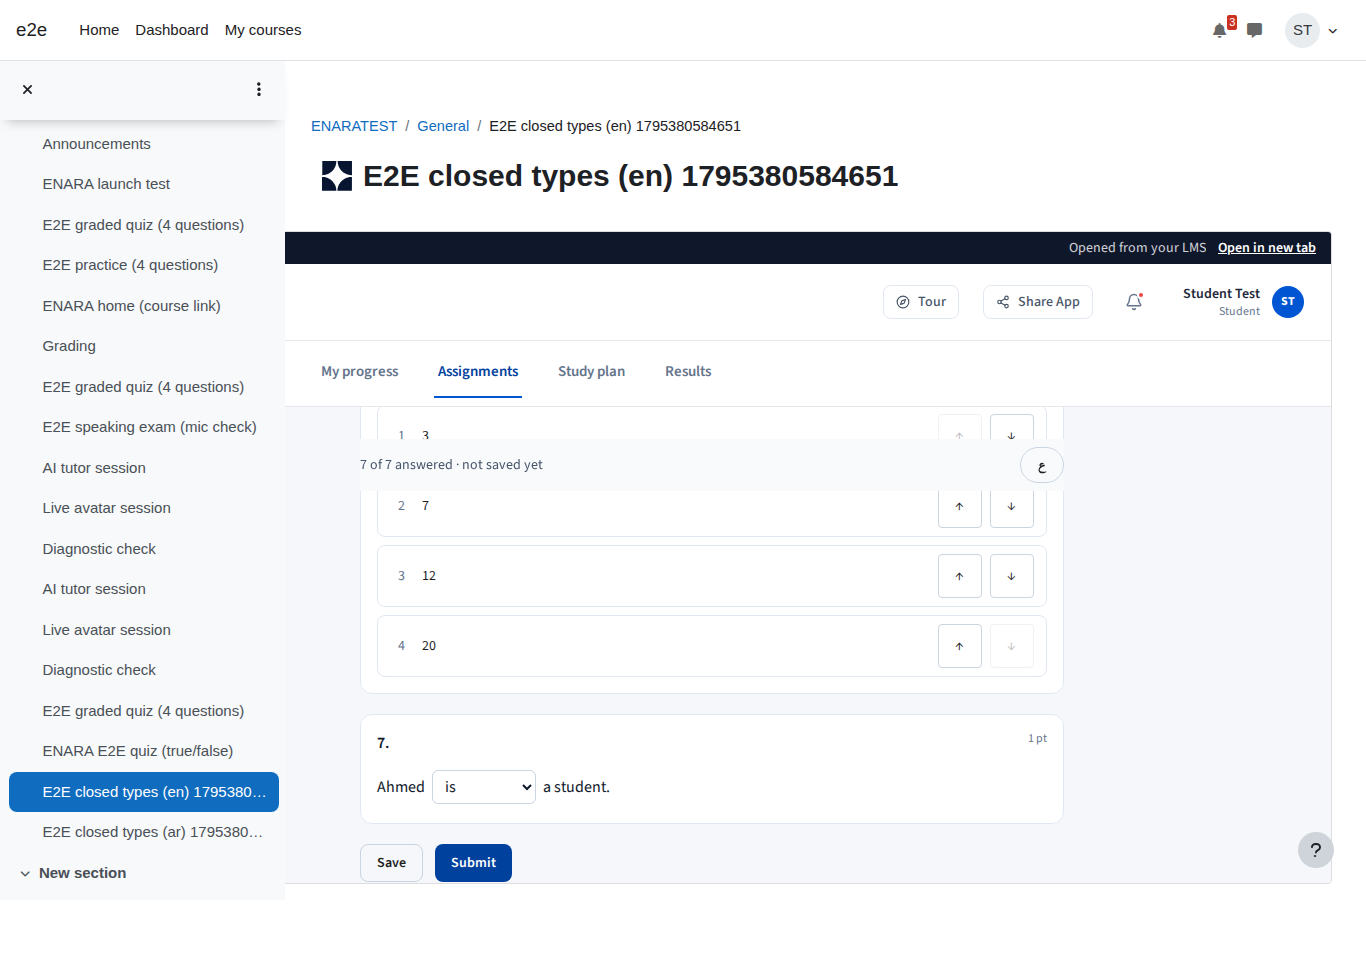 e2e Home Dashboard My courses 3 ST
Announcements
ENARA launch test
E2E graded quiz (4 questions)
E2E practice (4 questions)
ENARA home (course link)
Grading
E2E graded quiz (4 questions)
E2E speaking exam (mic check)
AI tutor session
Live avatar session
Diagnostic check
AI tutor session
Live avatar session
Diagnostic check
E2E graded quiz (4 questions)
ENARA E2E quiz (true/false)
E2E closed types (en) 1795380…
E2E closed types (ar) 1795380…
New section
ENARATEST / General / E2E closed types (en) 1795380584651
E2E closed types (en) 1795380584651
Opened from your LMS Open in new tab
Tour Share App Student Test ST
Student
My progress Assignments Study plan Results
1 3 ↑ ↓
7 of 7 answered · not saved yet ع
2 7 ↑ ↓
3 12 ↑ ↓
4 20 ↑ ↓
7. 1 pt
Ahmed is a student.
Save Submit
?